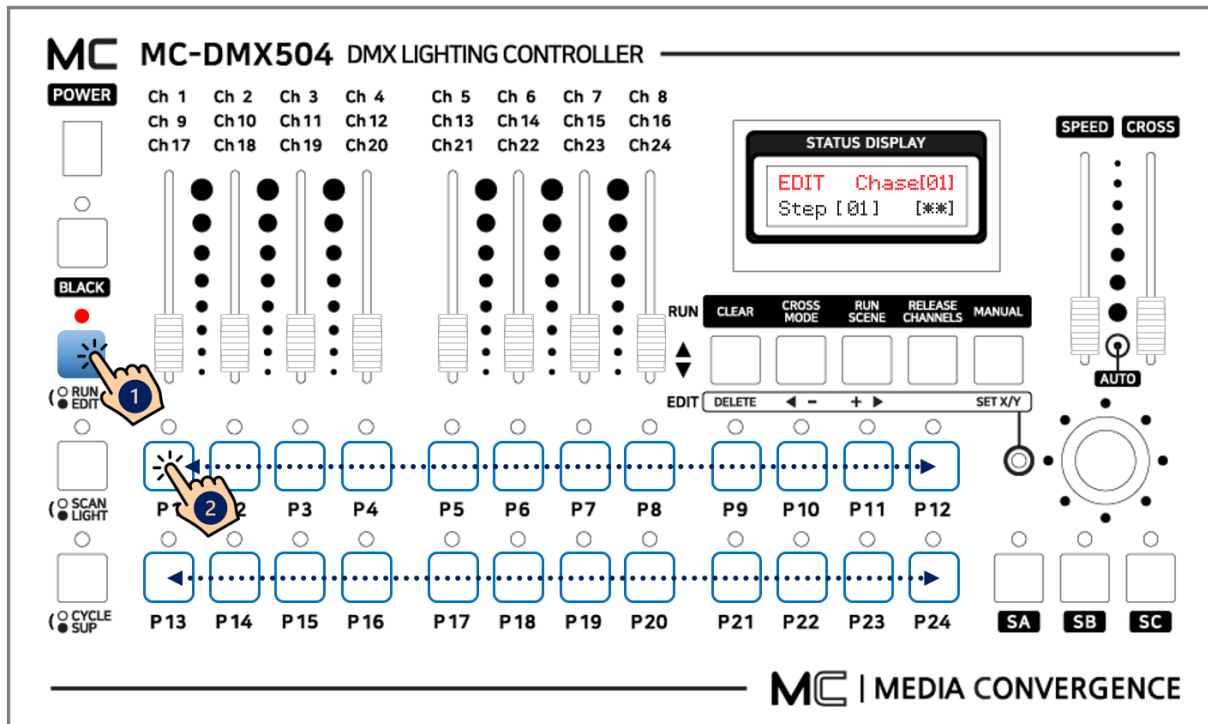 MC MC-DMX504 DMX LIGHTING CONTROLLER
POWER
Ch 1 Ch 2 Ch 3 Ch 4 Ch 5 Ch 6 Ch 7 Ch 8
Ch 9 Ch 10 Ch 11 Ch 12 Ch 13 Ch 14 Ch 15 Ch 16
Ch 17 Ch 18 Ch 19 Ch 20 Ch 21 Ch 22 Ch 23 Ch 24
SPEED CROSS
STATUS DISPLAY
EDIT Chase[01]
Step [01] [**]
BLACK
RUN CLEAR CROSS MODE RUN SCENE RELEASE CHANNELS MANUAL
AUTO
EDIT DELETE ◀ - + ▶ SET X/Y
( ○ RUN
● EDIT
1
( ○ SCAN
● LIGHT
2
P1 P3 P4 P5 P6 P7 P8 P9 P10 P11 P12
( ○ CYCLE
● SUP
P13 P14 P15 P16 P17 P18 P19 P20 P21 P22 P23 P24
SA SB SC
MC | MEDIA CONVERGENCE